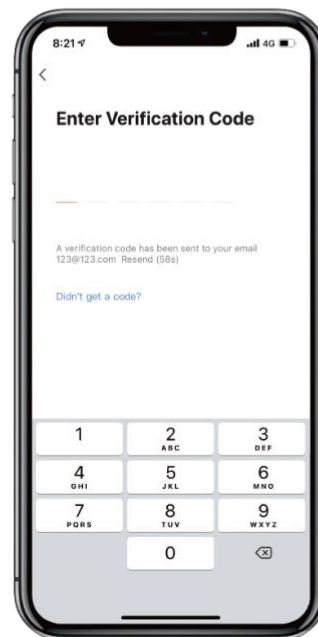 8:21
4G
Enter Verification Code
A verification code has been sent to your email
123@123.com Resend (58s)
Didn't get a code?
1
2
ABC
3
DEF
4
GHI
5
JKL
6
MNO
7
PQRS
8
TUV
9
WXYZ
0